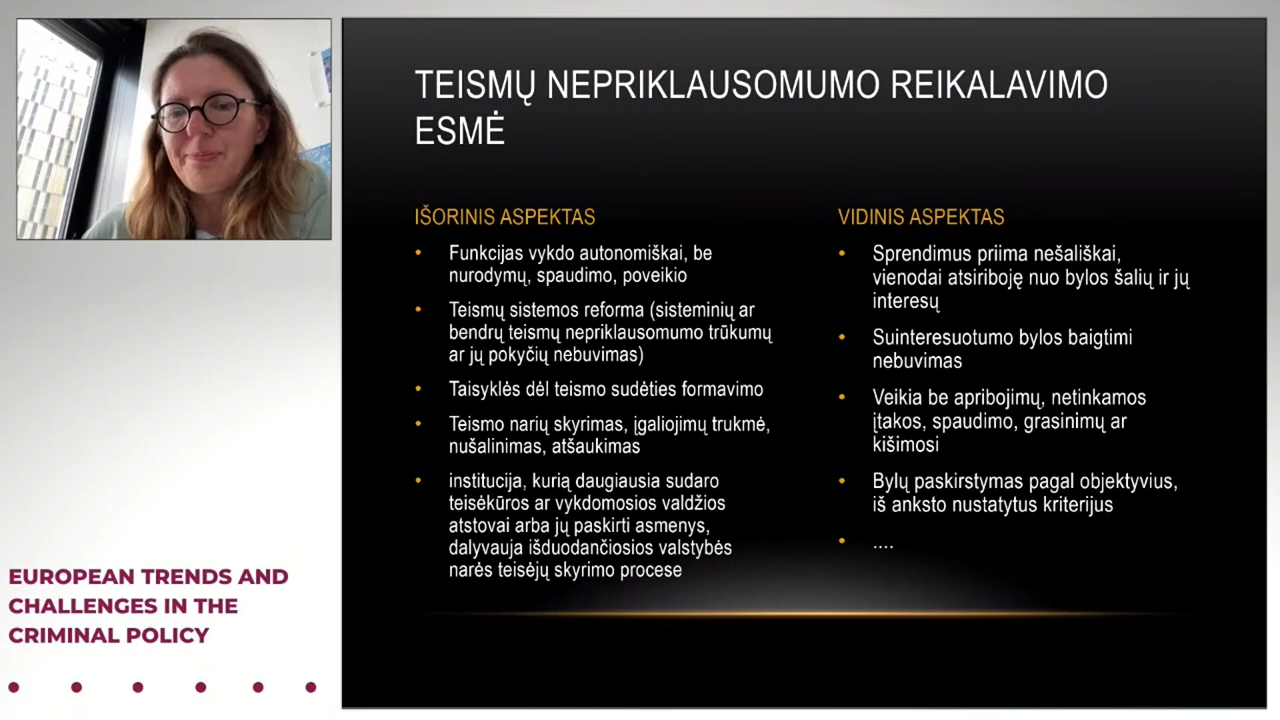 TEISMŲ NEPRIKLAUSOMUMO REIKALAVIMO
ESMĖ
IŠORINIS ASPEKTAS
• Funkcijas vykdo autonomiškai, be
nurodymų, spaudimo, poveikio
• Teismų sistemos reforma (sisteminių ar
bendrų teismų nepriklausomumo trūkumų
ar jų pokyčių nebuvimas)
• Taisyklės dėl teismo sudėties formavimo
• Teismo narių skyrimas, įgaliojimų trukmė,
nušalinimas, atšaukimas
• institucija, kurią daugiausia sudaro
teisėkūros ar vykdomosios valdžios
atstovai arba jų paskirti asmenys,
dalyvauja išduodančiosios valstybės
narės teisėjų skyrimo procese
VIDINIS ASPEKTAS
• Sprendimus priima nešališkai,
vienodai atsiriboję nuo bylos šalių ir jų
interesų
• Suinteresuotumo bylos baigtimi
nebuvimas
• Veikia be apribojimų, netinkamos
įtakos, spaudimo, grasinimų ar
kišimosi
• Bylų paskirstymas pagal objektyvius,
iš anksto nustatytus kriterijus
• ....
EUROPEAN TRENDS AND
CHALLENGES IN THE
CRIMINAL POLICY